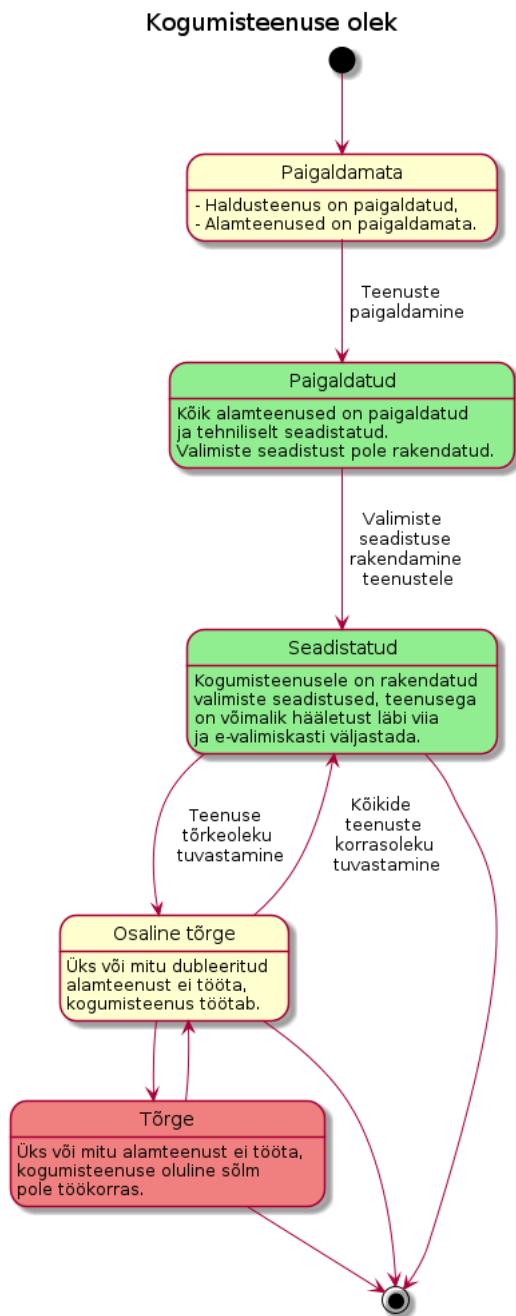 Kogumisteenuse olek
Paigaldamata
- Haldusteenus on paigaldatud,
- Alamteenused on paigaldamata.
Teenuste
paigaldamine
Paigaldatud
Kõik alamteenused on paigaldatud
ja tehniliselt seadistatud.
Valimiste seadistust pole rakendatud.
Valimiste
seadistuse
rakendamine
teenustele
Seadistatud
Kogumisteenusele on rakendatud
valimiste seadistused, teenusega
on võimalik hääletust läbi viia
ja e-valimiskasti väljastada.
Teenuse
tõrkeoleku
tuvastamine
Kõikide
teenuste
korrasoleku
tuvastamine
Osaline tõrge
Üks või mitu dubleeritud
alamteenust ei tööta,
kogumisteenus töötab.
Tõrge
Üks või mitu alamteenust ei tööta,
kogumisteenuse oluline sõlm
pole töökorras.